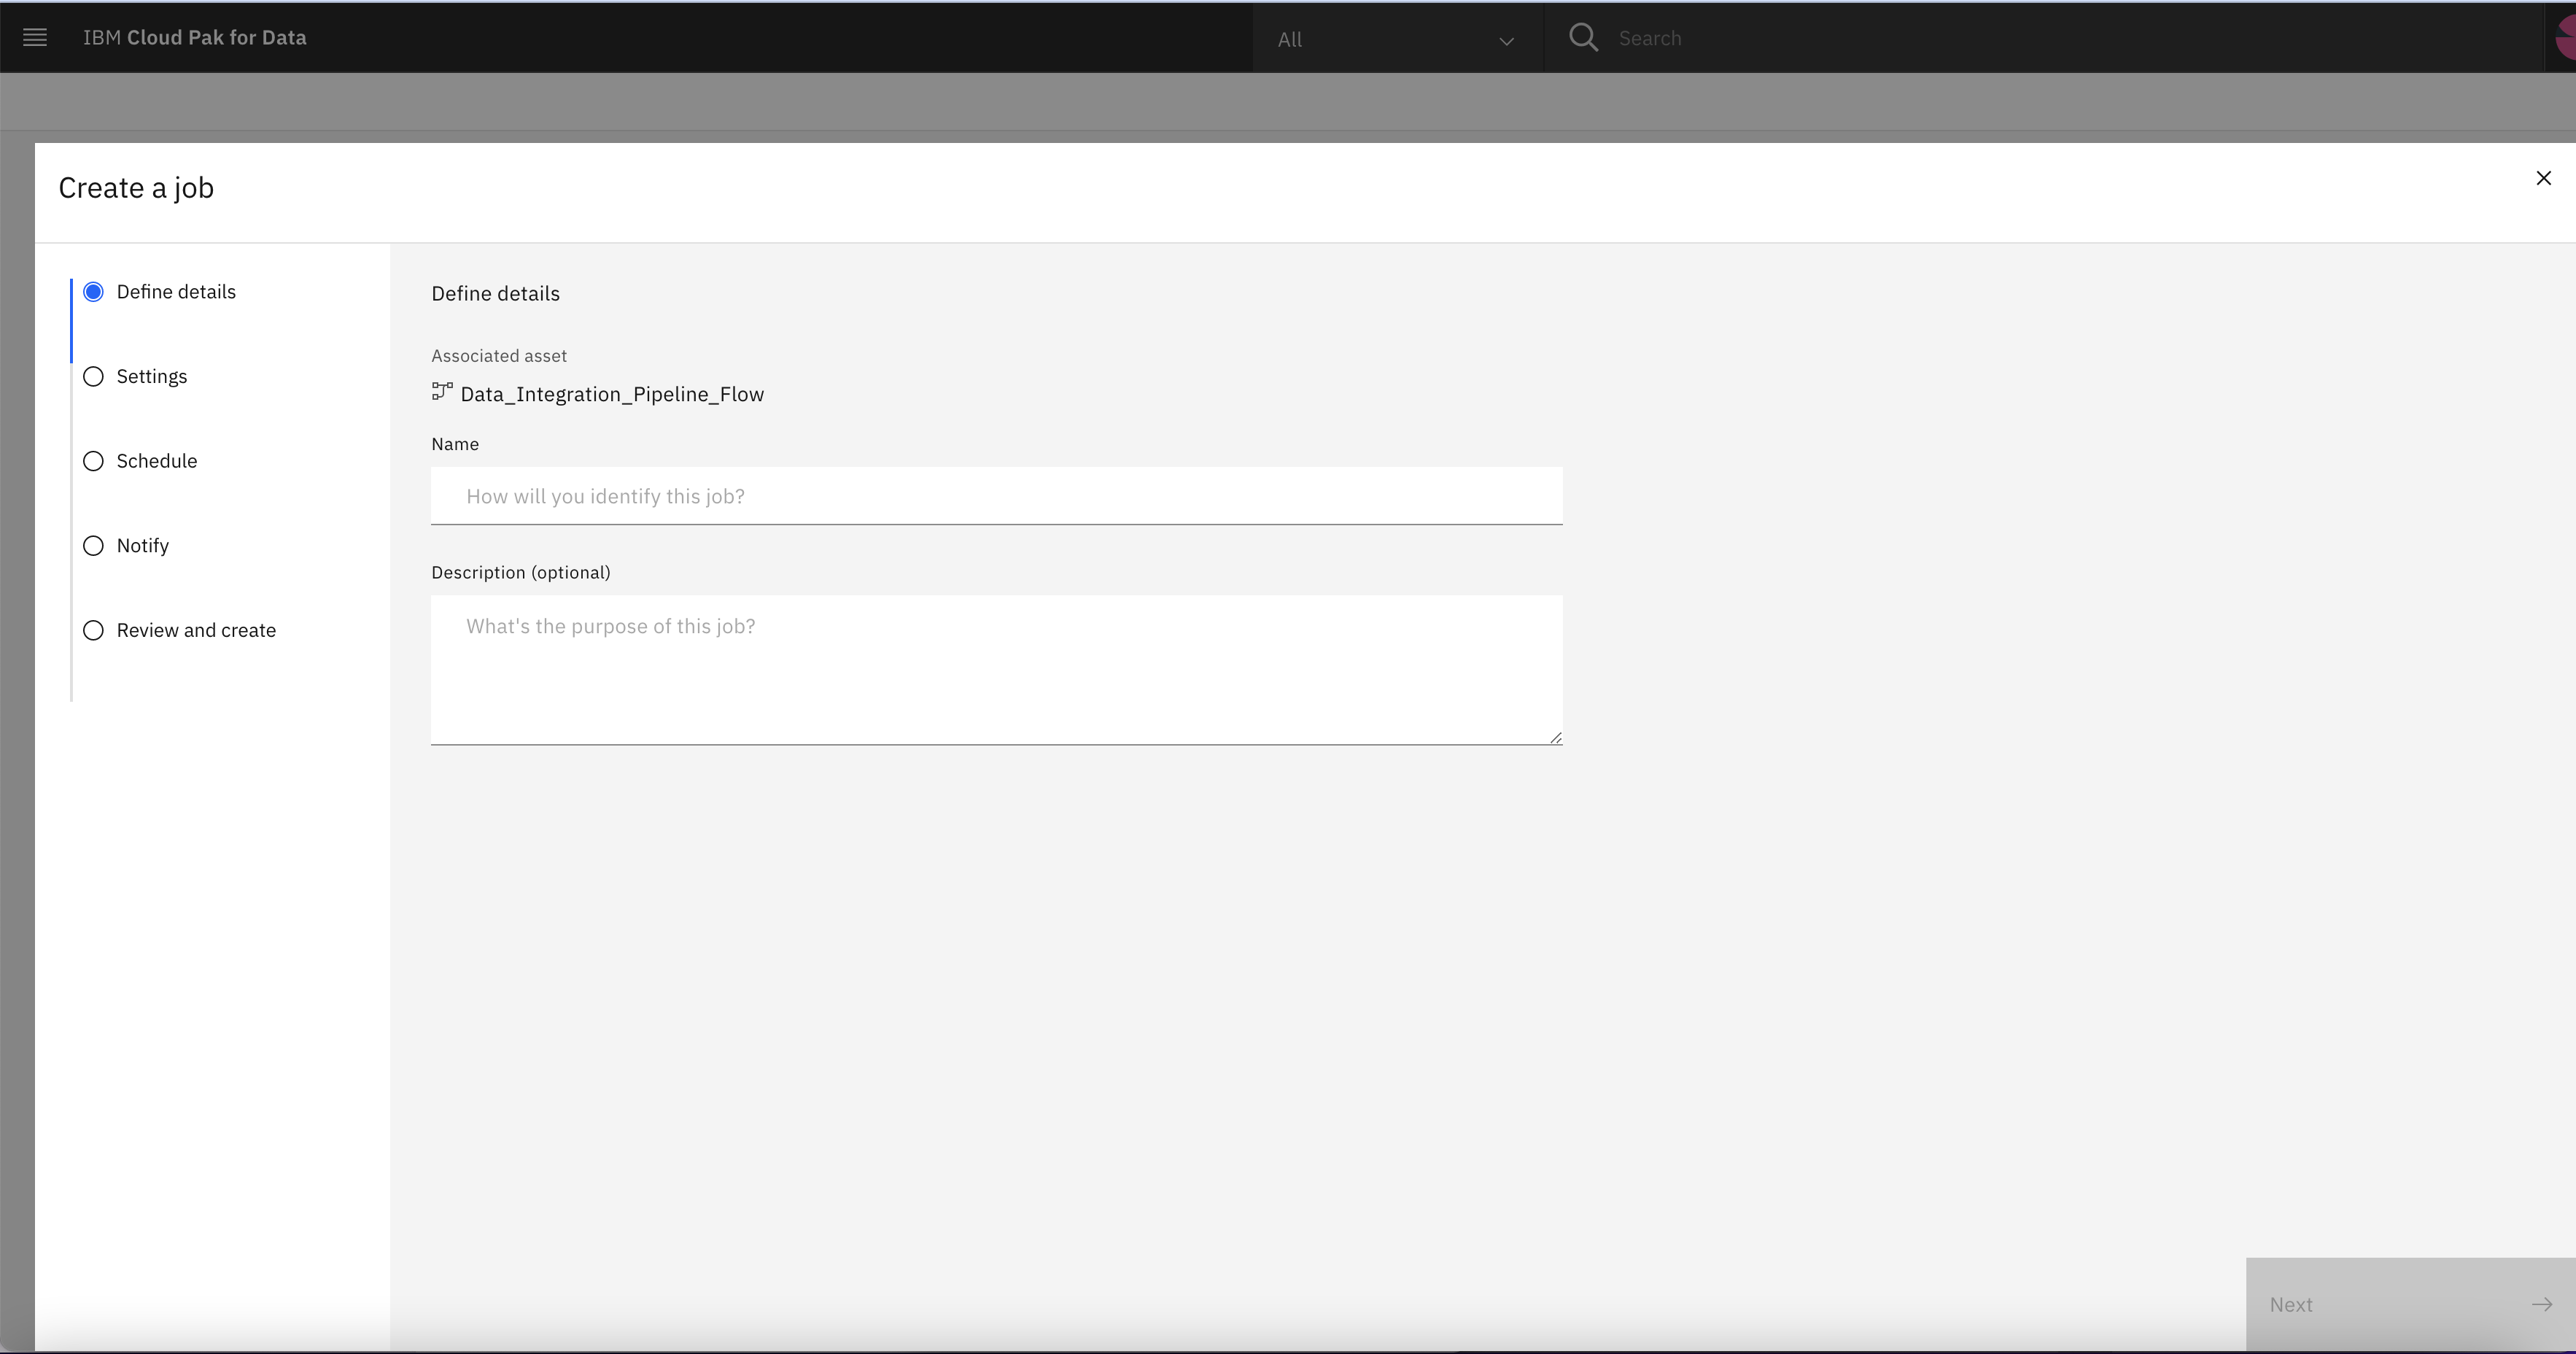 IBM Cloud Pak for Data
All
Search
Create a job
Define details
Settings
Schedule
Notify
Review and create
Define details
Associated asset
Data_Integration_Pipeline_Flow
Name
How will you identify this job?
Description (optional)
What's the purpose of this job?
Next